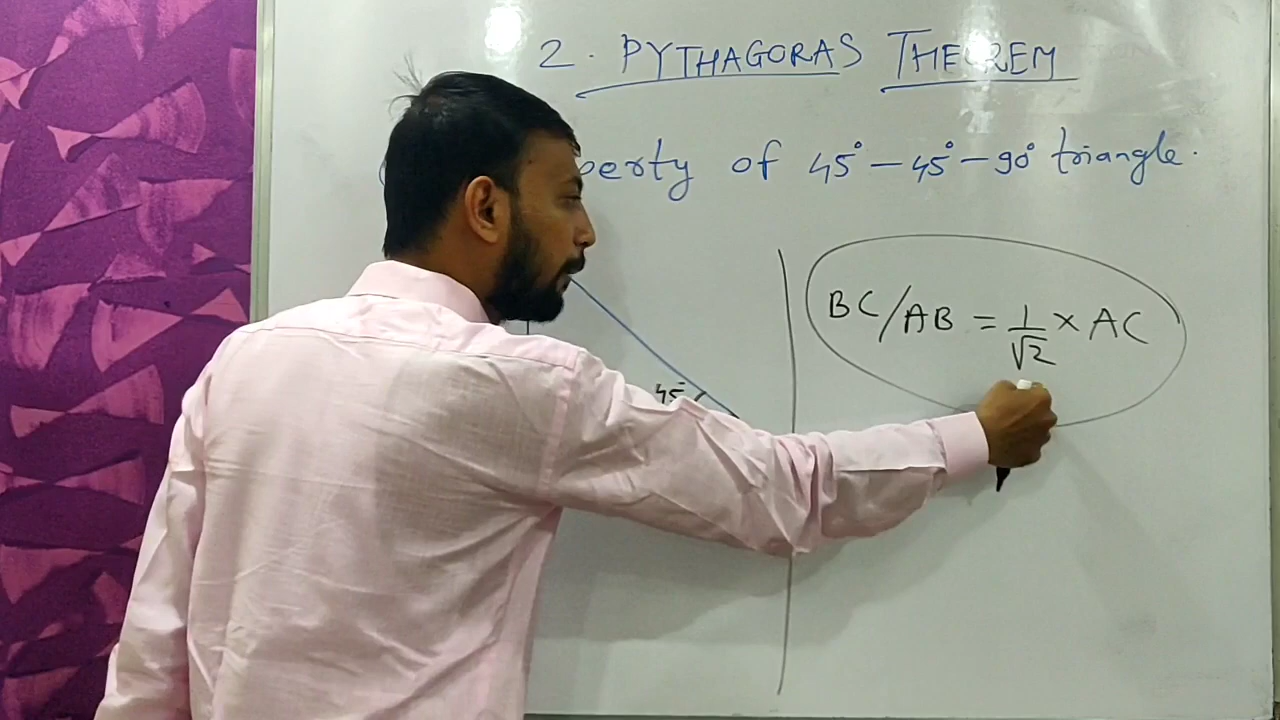 2. PYTHAGORAS THEOREM
perty of 45° - 45° - 90° triangle.
BC/AB = 1/√2 × AC
45°